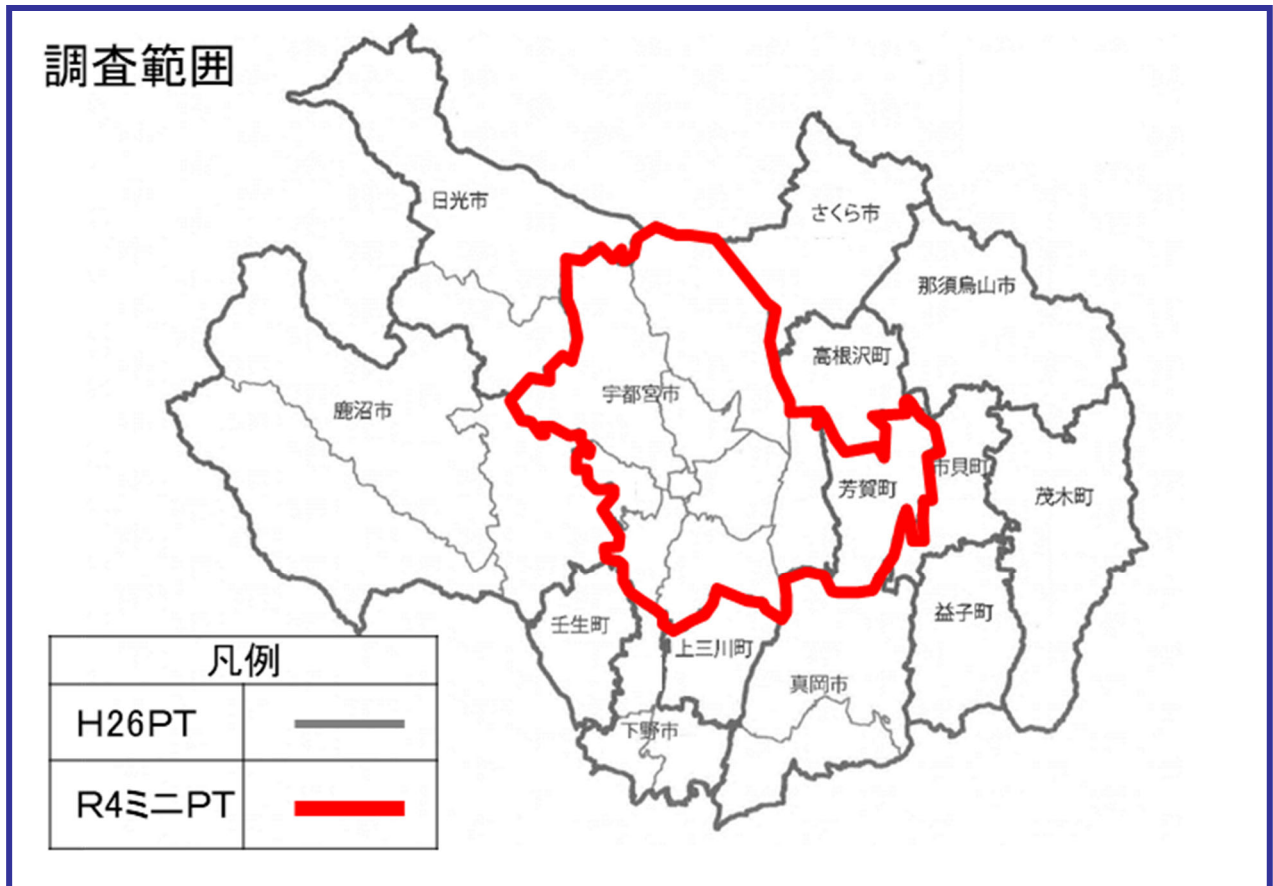 調査範囲
日光市
さくら市
那須烏山市
高根沢町
宇都宮市
鹿沼市
市貝町
芳賀町
茂木町
益子町
壬生町
上三川町
真岡市
下野市
凡例
H26PT
R4ミニPT